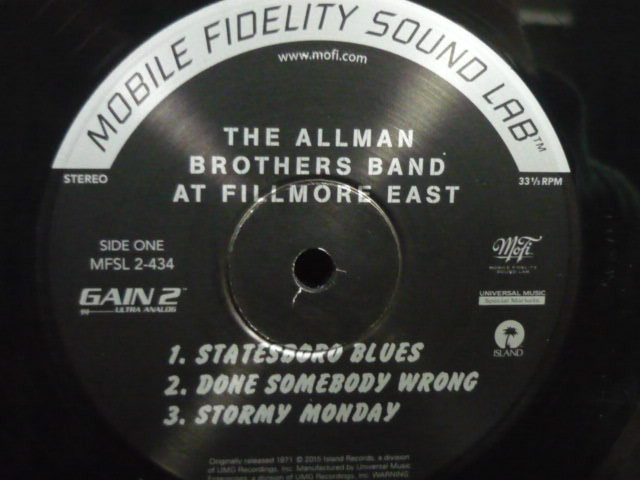 MOBILE FIDELITY SOUND LAB™
www.mofi.com
THE ALLMAN
BROTHERS BAND
AT FILLMORE EAST
STEREO
33⅓ RPM
SIDE ONE
MFSL 2-434
GAIN 2™
ULTRA ANALOG
MoFi
MOBILE FIDELITY
SOUND LAB
UNIVERSAL MUSIC
Special Markets
ISLAND
1. STATESBORO BLUES
2. DONE SOMEBODY WRONG
3. STORMY MONDAY
Originally released 1971 © 2015 Island Records, a division
of UMG Recordings, Inc. Manufactured by Universal Music